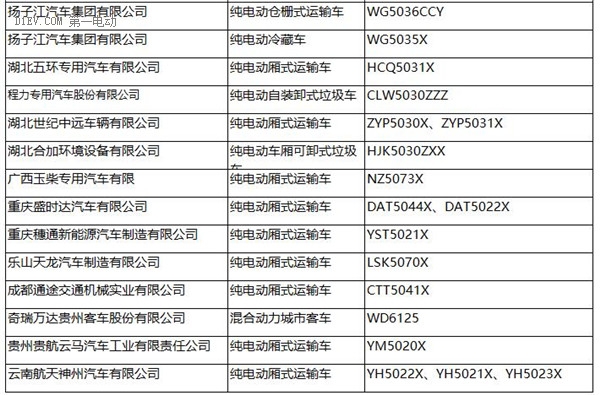 扬子江汽车集团有限公司 纯电动仓栅式运输车 WG5036CCY
D1EV.COM 第一电动
扬子江汽车集团有限公司 纯电动冷藏车 WG5035X
湖北五环专用汽车有限公司 纯电动厢式运输车 HCQ5031X
程力专用汽车股份有限公司 纯电动自装卸式垃圾车 CLW5030ZZZ
湖北世纪中远车辆有限公司 纯电动厢式运输车 ZYP5030X、ZYP5031X
湖北合加环境设备有限公司 纯电动车厢可卸式垃圾车 HJK5030ZXX
广西玉柴专用汽车有限 纯电动厢式运输车 NZ5073X
重庆盛时达汽车有限公司 纯电动厢式运输车 DAT5044X、DAT5022X
重庆穗通新能源汽车制造有限公司 纯电动厢式运输车 YST5021X
乐山天龙汽车制造有限公司 纯电动厢式运输车 LSK5070X
成都通途交通机械实业有限公司 纯电动厢式运输车 CTT5041X
奇瑞万达贵州客车股份有限公司 混合动力城市客车 WD6125
贵州贵航云马汽车工业有限责任公司 纯电动厢式运输车 YM5020X
云南航天神州汽车有限公司 纯电动厢式运输车 YH5022X、YH5021X、YH5023X